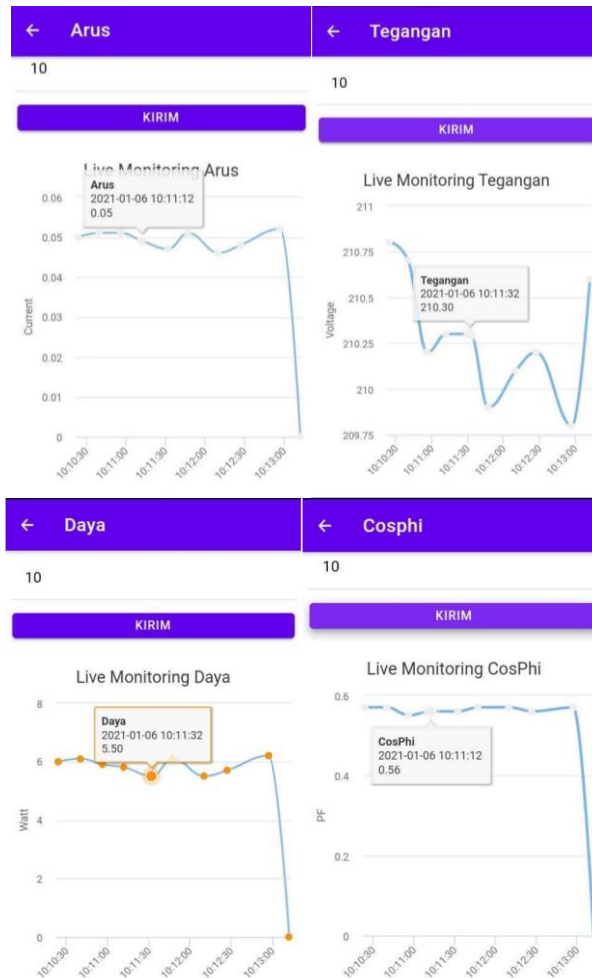 ← Arus
10
KIRIM
Live Monitoring Arus
Arus
2021-01-06 10:11:12
0.05
0.06
0.05
0.04
0.03
0.02
0.01
0
Current
10:10:30
10:11:00
10:11:30
10:12:00
10:12:30
10:13:00
← Tegangan
10
KIRIM
Live Monitoring Tegangan
211
210.75
210.5
210.25
210
209.75
Voltage
Tegangan
2021-01-06 10:11:32
210.30
10:10:30
10:11:00
10:11:30
10:12:00
10:12:30
10:13:00
← Daya
10
KIRIM
Live Monitoring Daya
8
6
4
2
0
Watt
Daya
2021-01-06 10:11:32
5.50
10:10:30
10:11:00
10:11:30
10:12:00
10:12:30
10:13:00
← Cosphi
10
KIRIM
Live Monitoring CosPhi
0.6
0.4
0.2
0
PF
CosPhi
2021-01-06 10:11:12
0.56
10:10:30
10:11:00
10:11:30
10:12:00
10:12:30
10:13:00